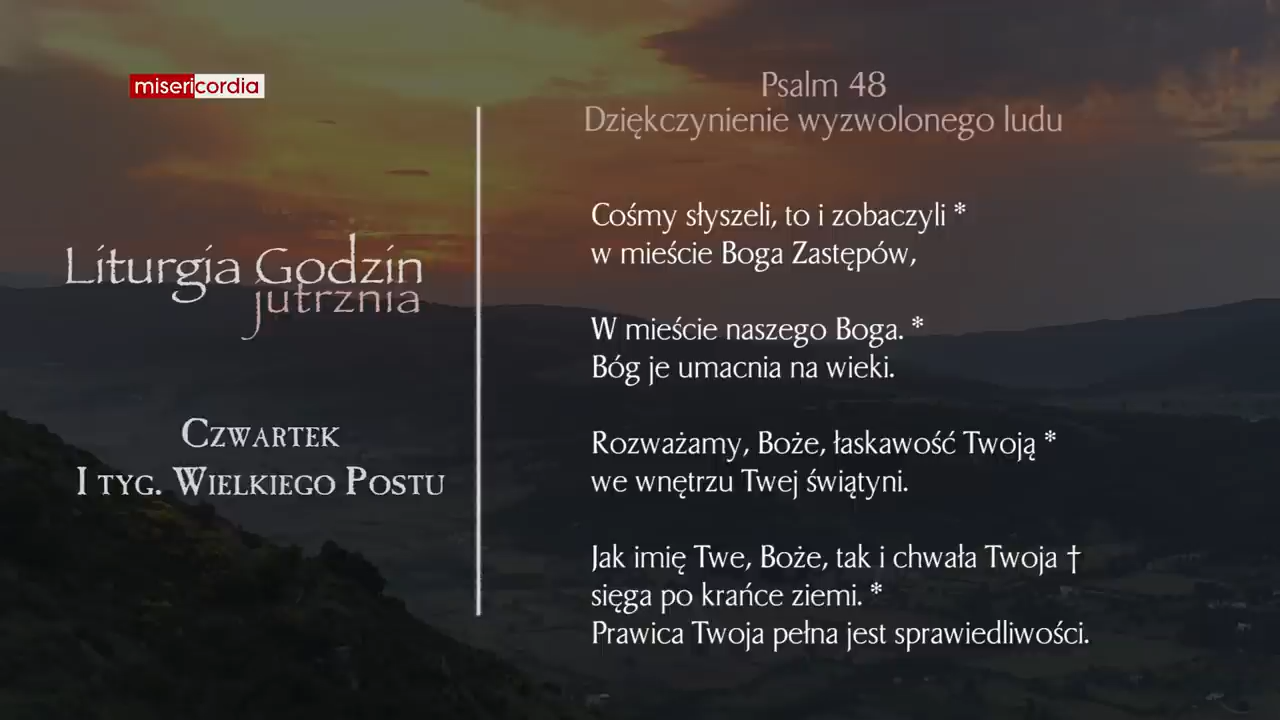 misericordia
Liturgia Godzin
jutrznia
Czwartek
I tyg. Wielkiego Postu
Psalm 48
Dziękczynienie wyzwolonego ludu
Cośmy słyszeli, to i zobaczyli *
w mieście Boga Zastępów,
W mieście naszego Boga. *
Bóg je umacnia na wieki.
Rozważamy, Boże, łaskawość Twoją *
we wnętrzu Twej świątyni.
Jak imię Twe, Boże, tak i chwała Twoja †
sięga po krańce ziemi. *
Prawica Twoja pełna jest sprawiedliwości.